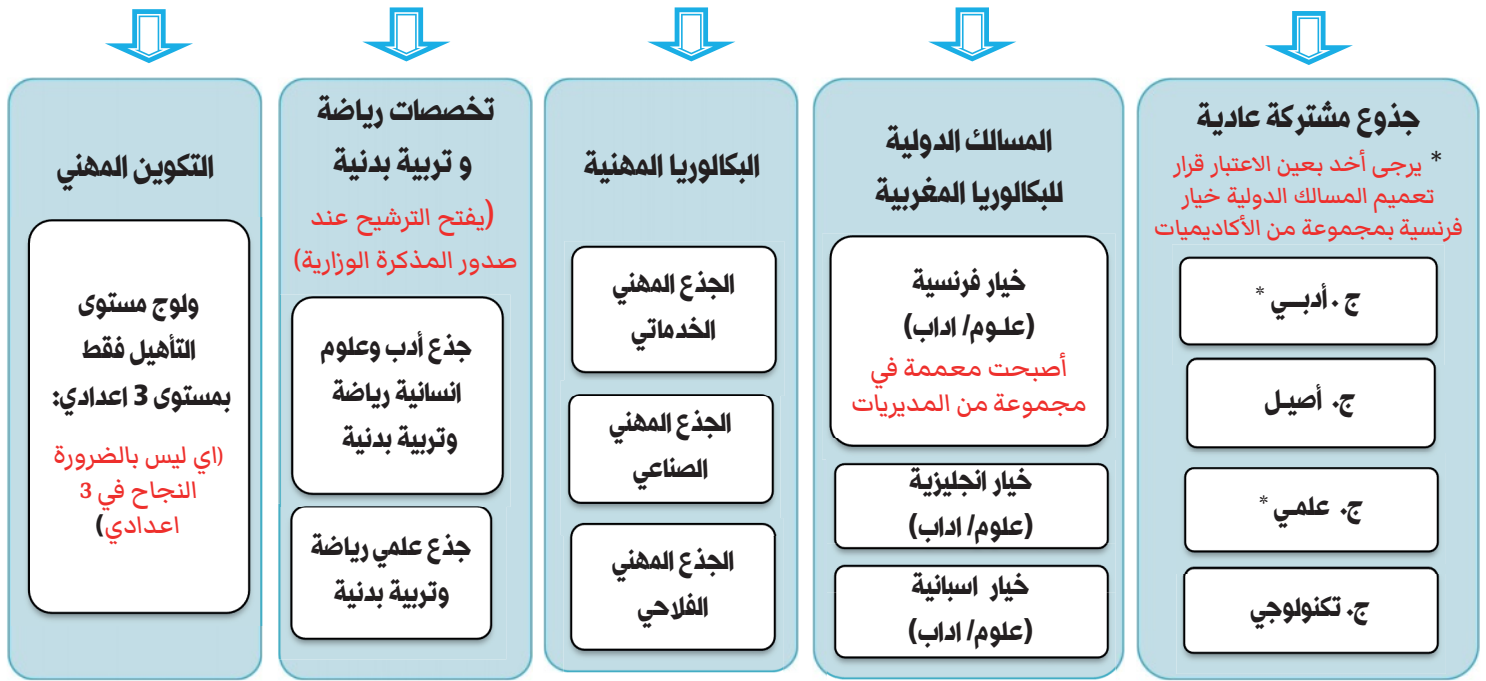 جذوع مشتركة عادية
* يرجى أخد بعين الاعتبار قرار
تعميم المسالك الدولية خيار
فرنسية بمجموعة من الأكاديميات
ج . أدبــي *
ج. أصيـل
ج. علمـي *
ج. تكنولوجي
المسالك الدولية
للبكالوريا المغربية
خيار فرنسية
(علـوم/ اداب)
أصبحت معممة في
مجموعة من المديريات
خيار انجليزية
(علوم/ اداب)
خيار اسبانية
(علوم/ اداب)
البكالوريا المهنية
الجذع المهني
الخدماتي
الجذع المهني
الصناعي
الجذع المهني
الفلاحي
تخصصات رياضة
و تربية بدنية
(يفتح الترشيح عند
صدور المذكرة الوزارية)
جذع أدب وعلوم
انسانية رياضة
وتربية بدنية
جذع علمي رياضة
وتربية بدنية
التكوين المهني
ولوج مستوى
التأهيل فقط
بمستوى 3 اعدادي:
(اي ليس بالضرورة
النجاح في 3
اعدادي)